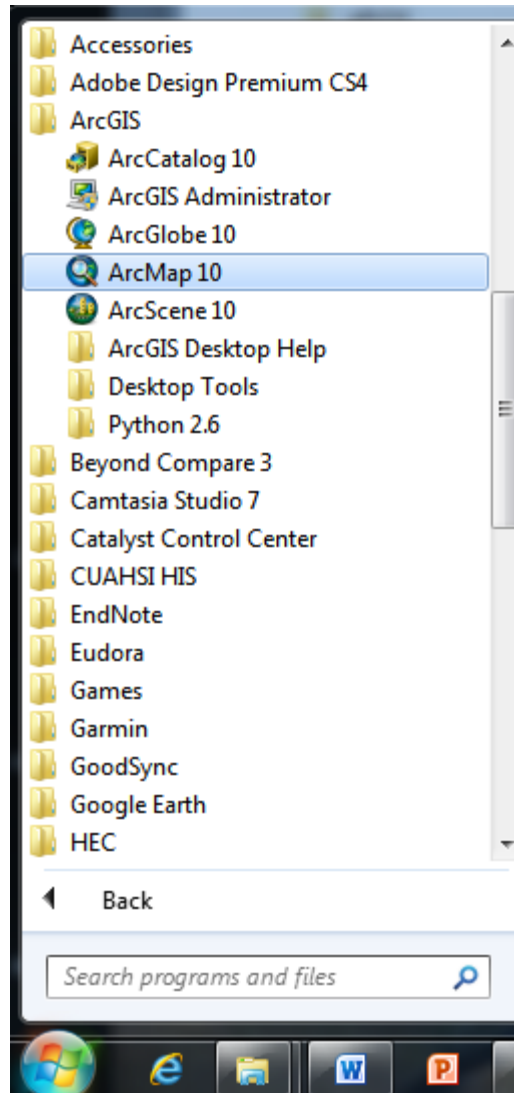 Accessories
Adobe Design Premium CS4
ArcGIS
ArcCatalog 10
ArcGIS Administrator
ArcGlobe 10
ArcMap 10
ArcScene 10
ArcGIS Desktop Help
Desktop Tools
Python 2.6
Beyond Compare 3
Camtasia Studio 7
Catalyst Control Center
CUAHSI HIS
EndNote
Eudora
Games
Garmin
GoodSync
Google Earth
HEC
Back
Search programs and files